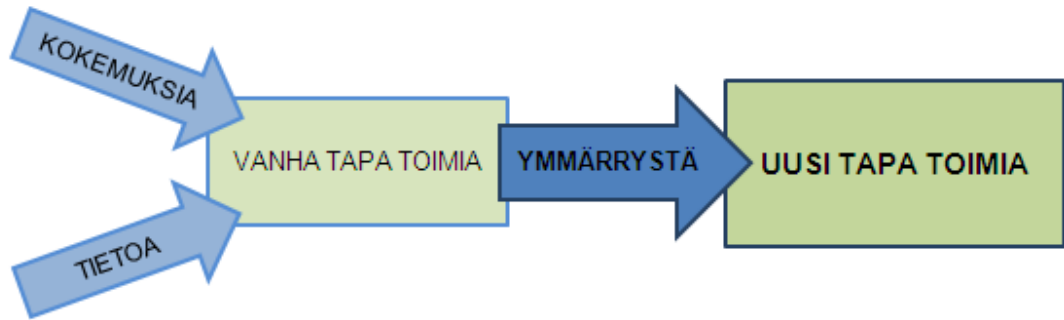 KOKEMUKSIA
VANHA TAPA TOIMIA
YMMÄRRYSTÄ
UUSI TAPA TOIMIA
TIETOA